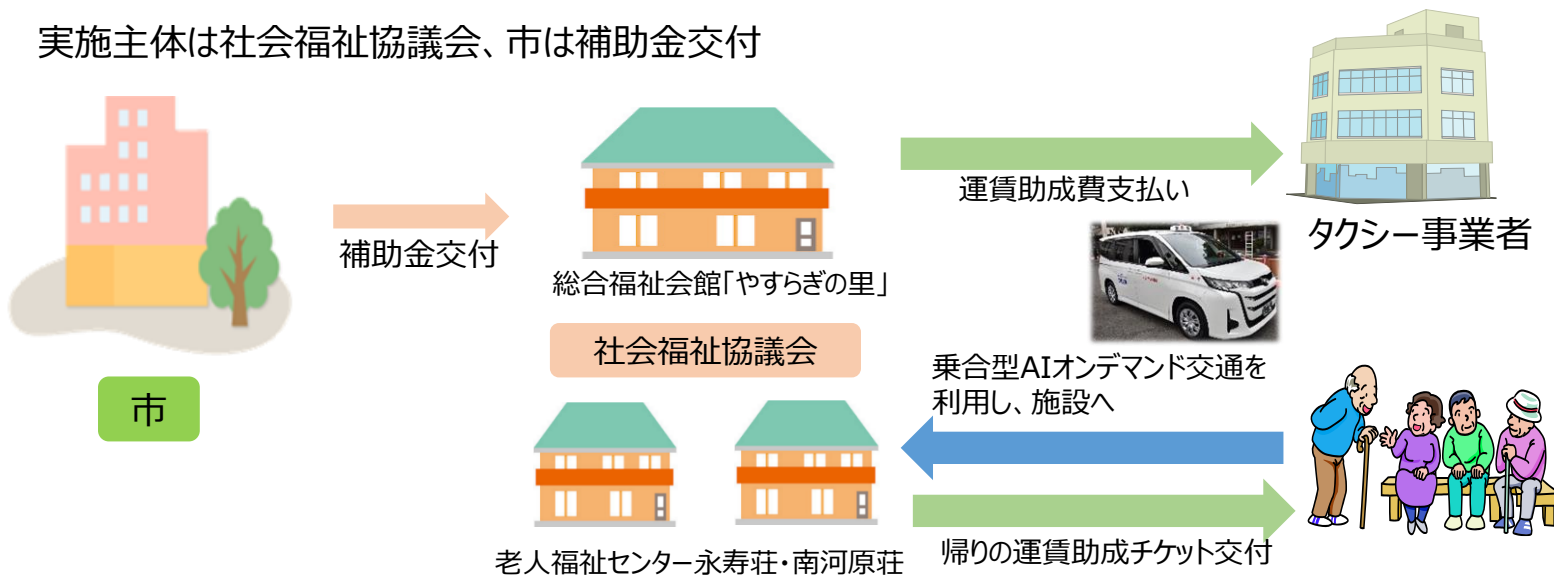 実施主体は社会福祉協議会、市は補助金交付
運賃助成費支払い
タクシー事業者
補助金交付
総合福祉会館「やすらぎの里」
社会福祉協議会
市
乗合型AIオンデマンド交通を
利用し、施設へ
帰りの運賃助成チケット交付
老人福祉センター永寿荘・南河原荘